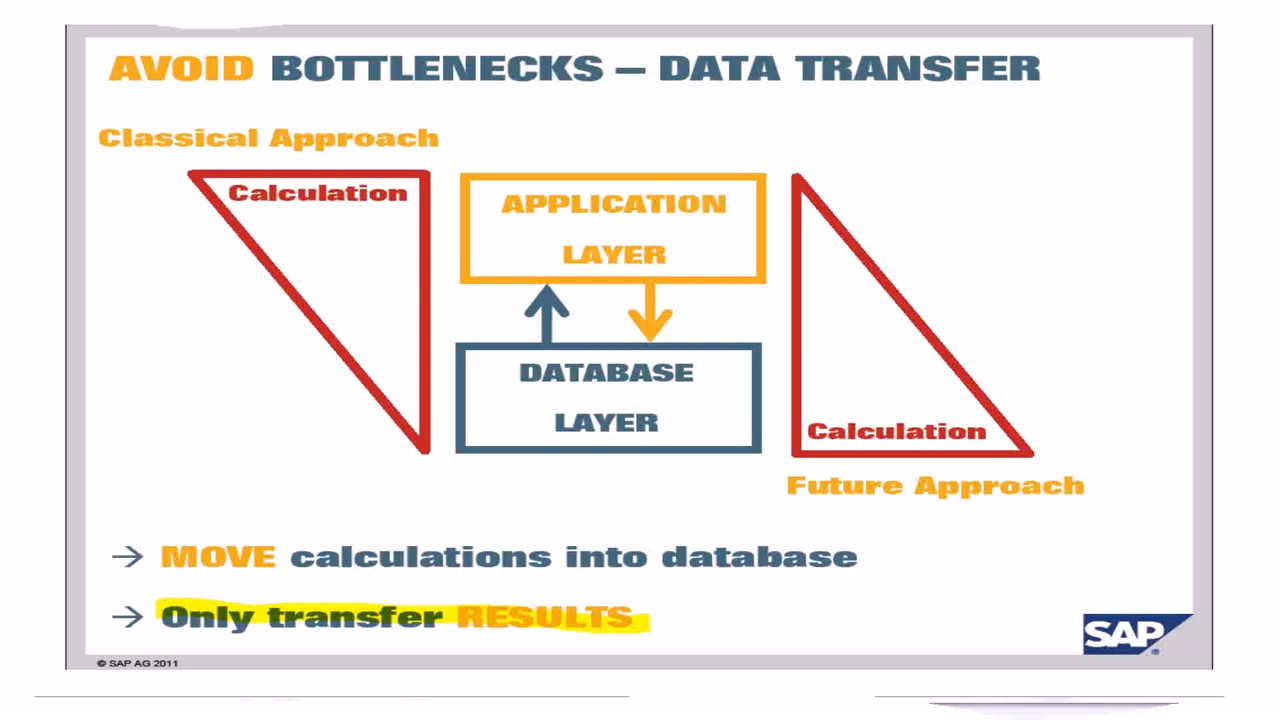 AVOID BOTTLENECKS – DATA TRANSFER
Classical Approach
Calculation
APPLICATION
LAYER
DATABASE
LAYER
Calculation
Future Approach
→ MOVE calculations into database
→ Only transfer RESULTS
SAP ®
© SAP AG 2011